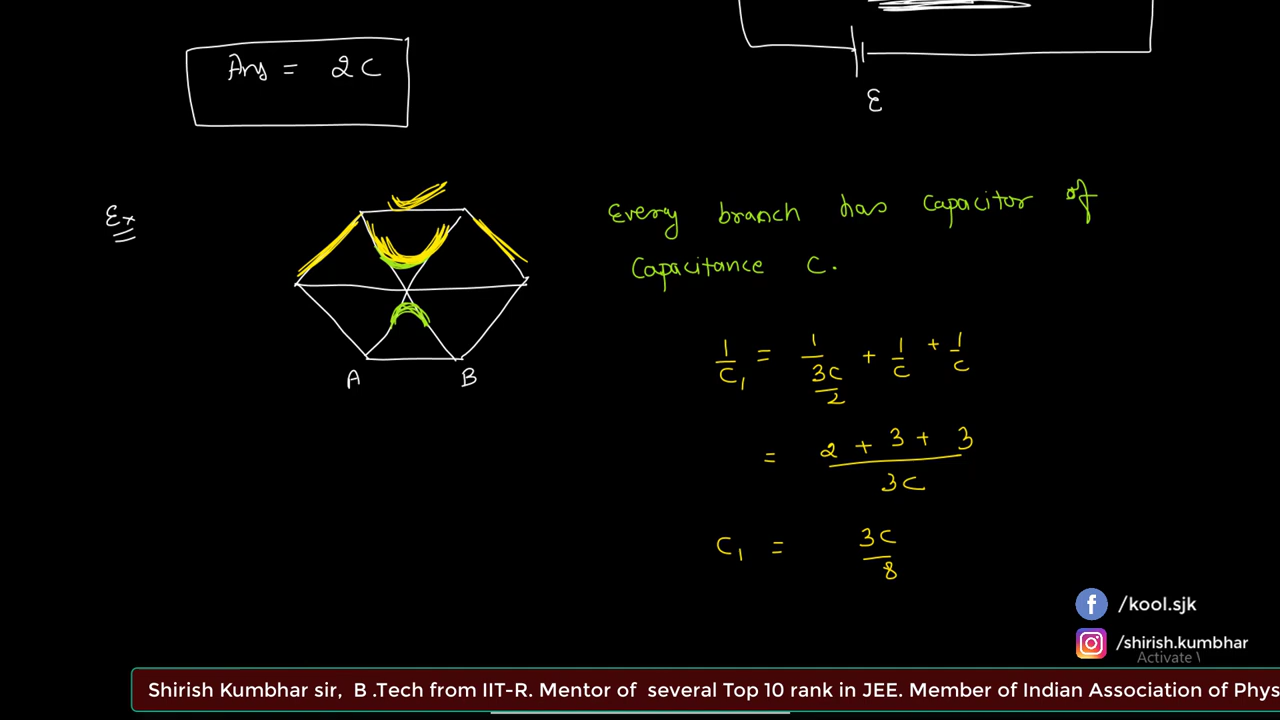 Ans = 2C
ε
Ex
Every branch has capacitor of
Capacitance C.
A B
1/C₁ = 1/(3C/2) + 1/C + 1/C
= (2 + 3 + 3)/3C
C₁ = 3C/8
/kool.sjk
/shirish.kumbhar
Activate \
Shirish Kumbhar sir, B .Tech from IIT-R. Mentor of several Top 10 rank in JEE. Member of Indian Association of Phys